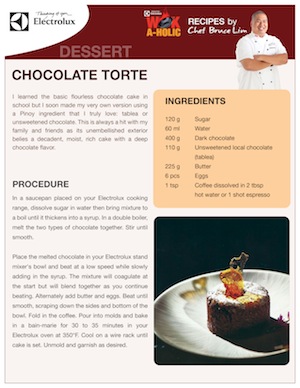 Thinking of you
Electrolux
Electrolux
WOK
A-HOLIC
RECIPES by
Chef Bruce Lim
DESSERT
CHOCOLATE TORTE
I learned the basic flourless chocolate cake in
school but I soon made my very own version using
a Pinoy ingredient that I truly love: tablea or
unsweetened chocolate. This is always a hit with my
family and friends as its unembellished exterior
belies a decadent, moist, rich cake with a deep
chocolate flavor.
INGREDIENTS
120 g Sugar
60 ml Water
400 g Dark chocolate
110 g Unsweetened local chocolate
(tablea)
225 g Butter
6 pcs Eggs
1 tsp Coffee dissolved in 2 tbsp
hot water or 1 shot espresso
PROCEDURE
In a saucepan placed on your Electrolux cooking
range, dissolve sugar in water then bring mixture to
a boil until it thickens into a syrup. In a double boiler,
melt the two types of chocolate together. Stir until
smooth.
Place the melted chocolate in your Electrolux stand
mixer's bowl and beat at a low speed while slowly
adding in the syrup. The mixture will coagulate at
the start but will blend together as you continue
beating. Alternately add butter and eggs. Beat until
smooth, scraping down the sides and bottom of the
bowl. Fold in the coffee. Pour into molds and bake
in a bain-marie for 30 to 35 minutes in your
Electrolux oven at 350°F. Cool on a wire rack until
cake is set. Unmold and garnish as desired.